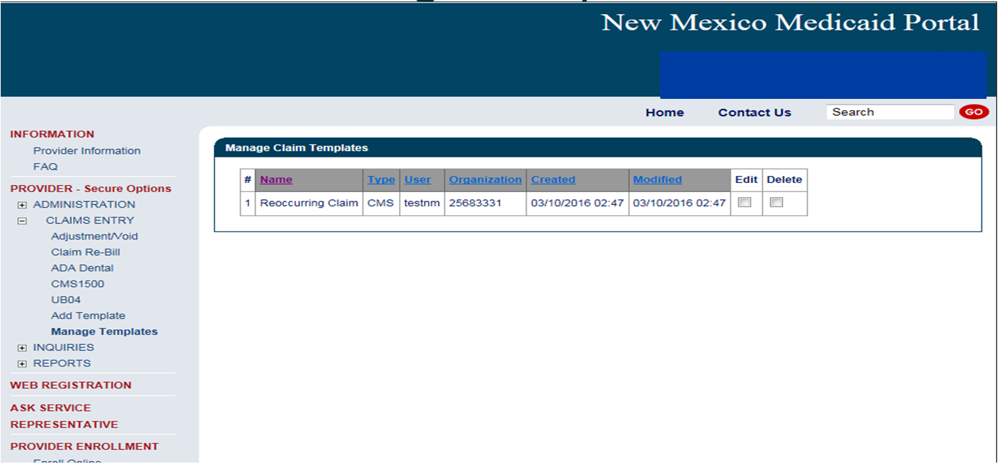 New Mexico Medicaid Portal
Home Contact Us Search GO
INFORMATION
Provider Information
FAQ
PROVIDER - Secure Options
ADMINISTRATION
CLAIMS ENTRY
Adjustment/Void
Claim Re-Bill
ADA Dental
CMS1500
UB04
Add Template
Manage Templates
INQUIRIES
REPORTS
WEB REGISTRATION
ASK SERVICE
REPRESENTATIVE
PROVIDER ENROLLMENT
Enroll Online
Manage Claim Templates
# Name Type User Organization Created Modified Edit Delete
1 Reoccurring Claim CMS testnm 25683331 03/10/2016 02:47 03/10/2016 02:47